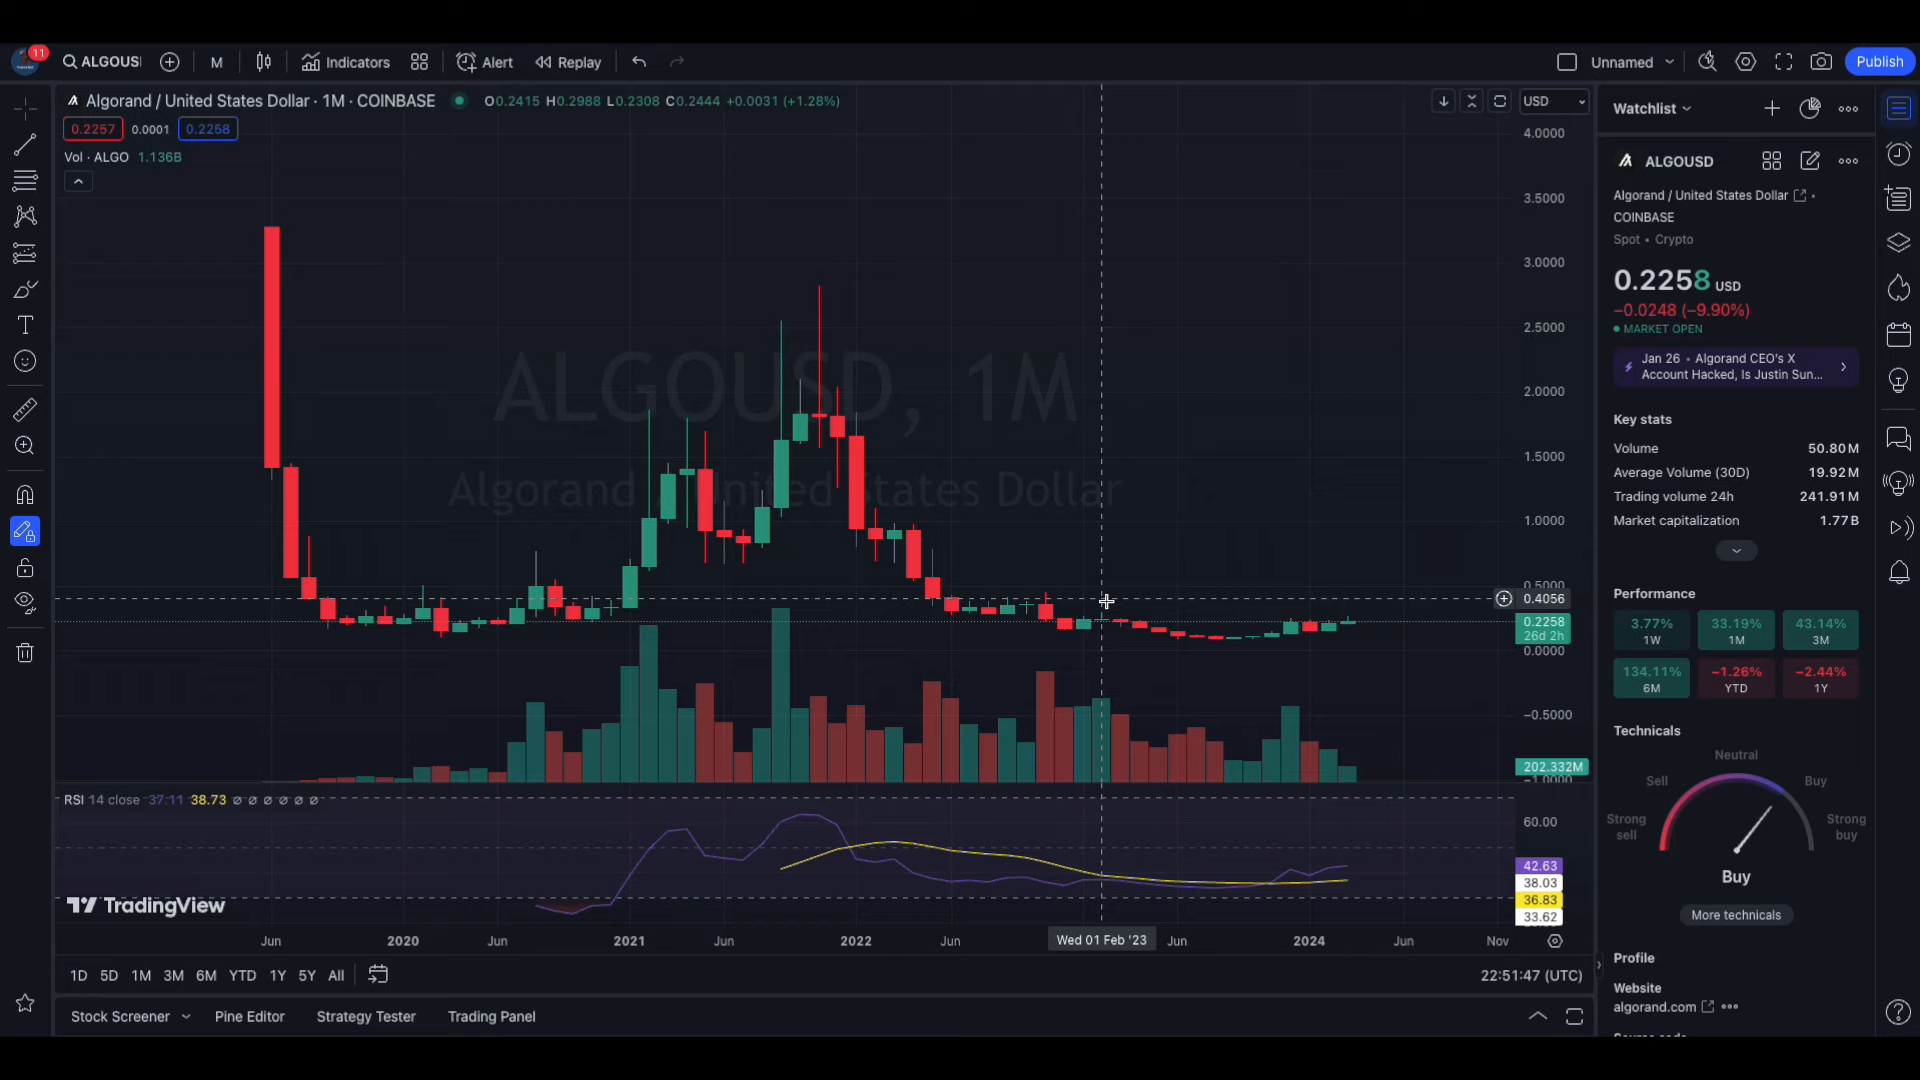 11
ALGOUSI
M
Indicators
Alert
Replay
Unnamed
Publish
Algorand / United States Dollar · 1M · COINBASE
O0.2415 H0.2988 L0.2308 C0.2444 +0.0031 (+1.28%)
USD
0.2257 0.0001 0.2258
Vol · ALGO 1.136B
ALGOUSD, 1M
Algorand / United States Dollar
4.0000
3.5000
3.0000
2.5000
2.0000
1.5000
1.0000
0.5000
0.4056
0.2258
26d 2h
0.0000
−0.5000
202.332M
−1.0000
RSI 14 close 37.11 38.73 ∅ ∅ ∅ ∅ ∅ ∅
60.00
42.63
38.03
36.83
33.62
TradingView
Jun 2020 Jun 2021 Jun 2022 Jun Wed 01 Feb '23 Jun 2024 Jun Nov
1D 5D 1M 3M 6M YTD 1Y 5Y All
22:51:47 (UTC)
Stock Screener Pine Editor Strategy Tester Trading Panel
Watchlist
ALGOUSD
Algorand / United States Dollar •
COINBASE
Spot • Crypto
0.2258 USD
−0.0248 (−9.90%)
MARKET OPEN
Jan 26 • Algorand CEO's X
Account Hacked, Is Justin Sun...
Key stats
Volume 50.80M
Average Volume (30D) 19.92M
Trading volume 24h 241.91M
Market capitalization 1.77B
Performance
3.77% 33.19% 43.14%
1W 1M 3M
134.11% −1.26% −2.44%
6M YTD 1Y
Technicals
Neutral
Sell Buy
Strong sell
Strong buy
Buy
More technicals
Profile
Website
algorand.com